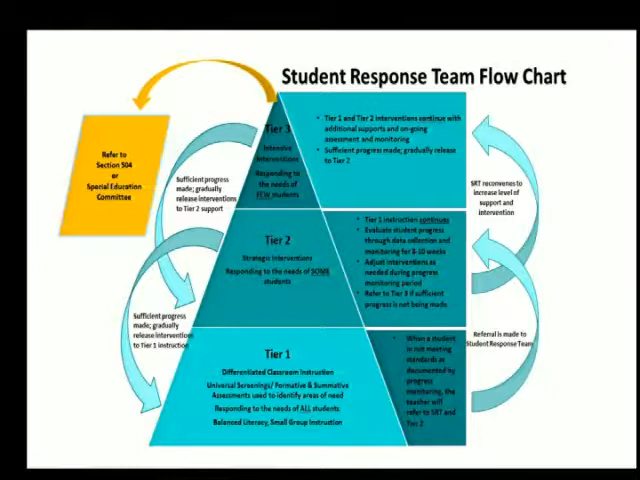 Student Response Team Flow Chart
Tier 3
Intensive
Interventions
Responding
to the needs
of
FEW students
• Tier 1 and Tier 2 interventions continue with
additional supports and on-going
assessment and monitoring
• Sufficient progress made; gradually release
to Tier 2
Refer to
Section 504
or
Special Education
Committee
Sufficient progress
made; gradually
release interventions
to Tier 2 support
SRT reconvenes to
increase level of
support and
intervention
Tier 2
Strategic Interventions
Responding to the needs of SOME
students
• Tier 1 instruction continues
• Evaluate student progress
through data collection and
monitoring for 8-10 weeks
• Adjust interventions as
needed during progress
monitoring period
• Refer to Tier 3 if sufficient
progress is not being made
Sufficient progress
made; gradually
release interventions
to Tier 1 instruction
Referral is made to
Student Response Team
Tier 1
Differentiated Classroom Instruction
Universal Screenings/ Formative & Summative
Assessments used to identify areas of need
Responding to the needs of ALL students
Balanced Literacy, Small Group Instruction
• When a student
is not meeting
standards as
documented by
progress
monitoring, the
teacher will
refer to SRT and
Tier 2